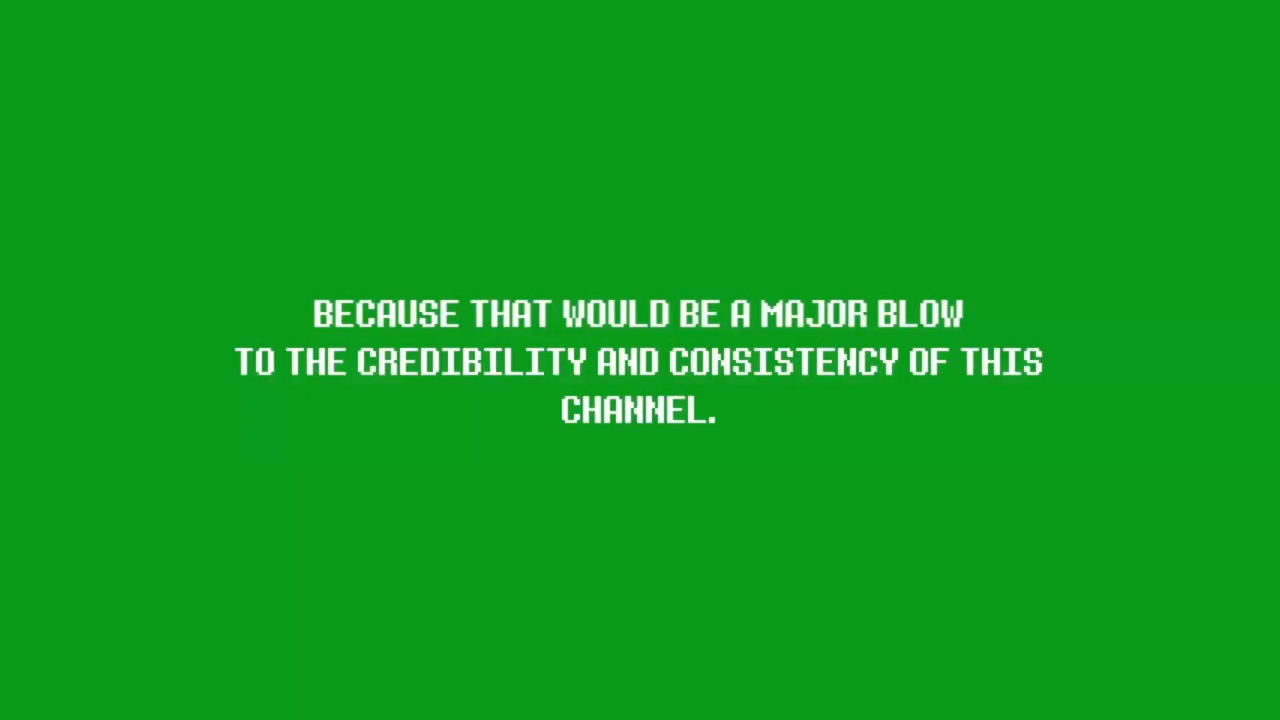 BECAUSE THAT WOULD BE A MAJOR BLOW
TO THE CREDIBILITY AND CONSISTENCY OF THIS
CHANNEL.